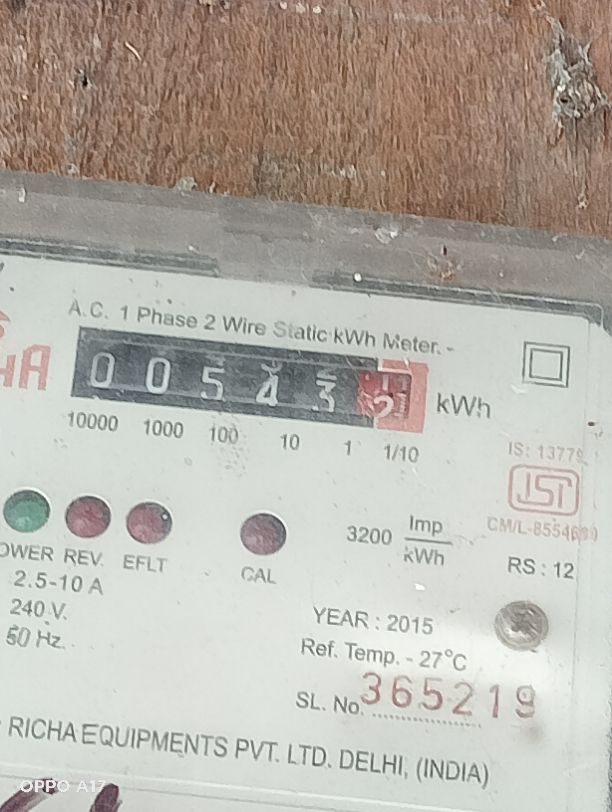 A.C. 1 Phase 2 Wire Static kWh Meter. -
HA
0 0 5 4 3 kWh
10000 1000 100 10 1 1/10
IS: 1377
ISI
CM/L-8554
3200 Imp
kWh
RS : 12
OWER REV. EFLT CAL
2.5-10 A
240 V.
50 Hz.
YEAR : 2015
Ref. Temp. - 27°C
SL. No. 365219
RICHA EQUIPMENTS PVT. LTD. DELHI, (INDIA)
OPPO A17